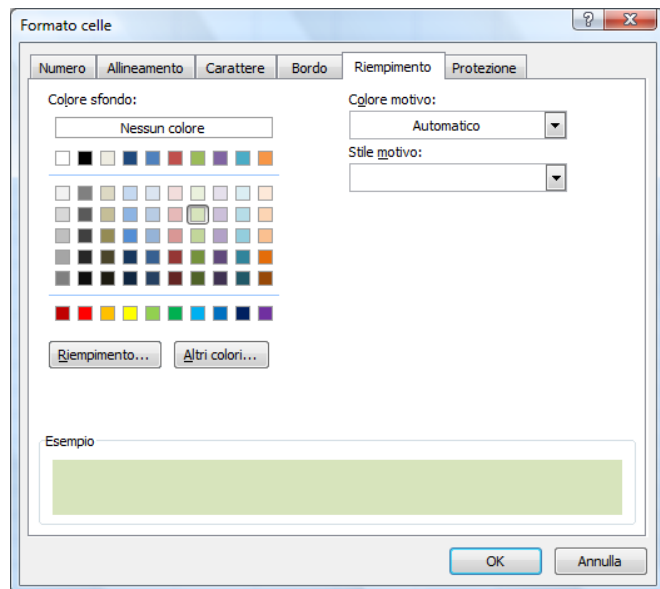 Formato celle
Numero
Allineamento
Carattere
Bordo
Riempimento
Protezione
Colore sfondo:
Nessun colore
Colore motivo:
Automatico
Stile motivo:
Riempimento...
Altri colori...
Esempio
OK
Annulla